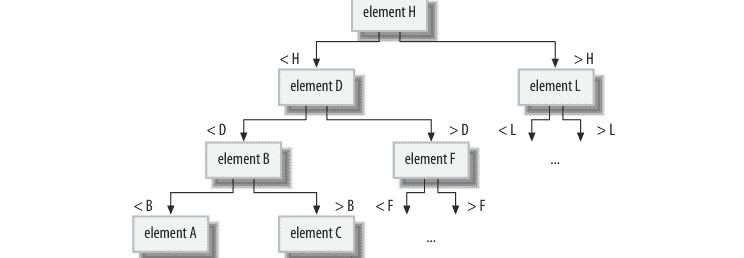 element H
< H
> H
element D
element L
< D
> D
< L
> L
element B
element F
...
< B
> B
< F
> F
element A
element C
...